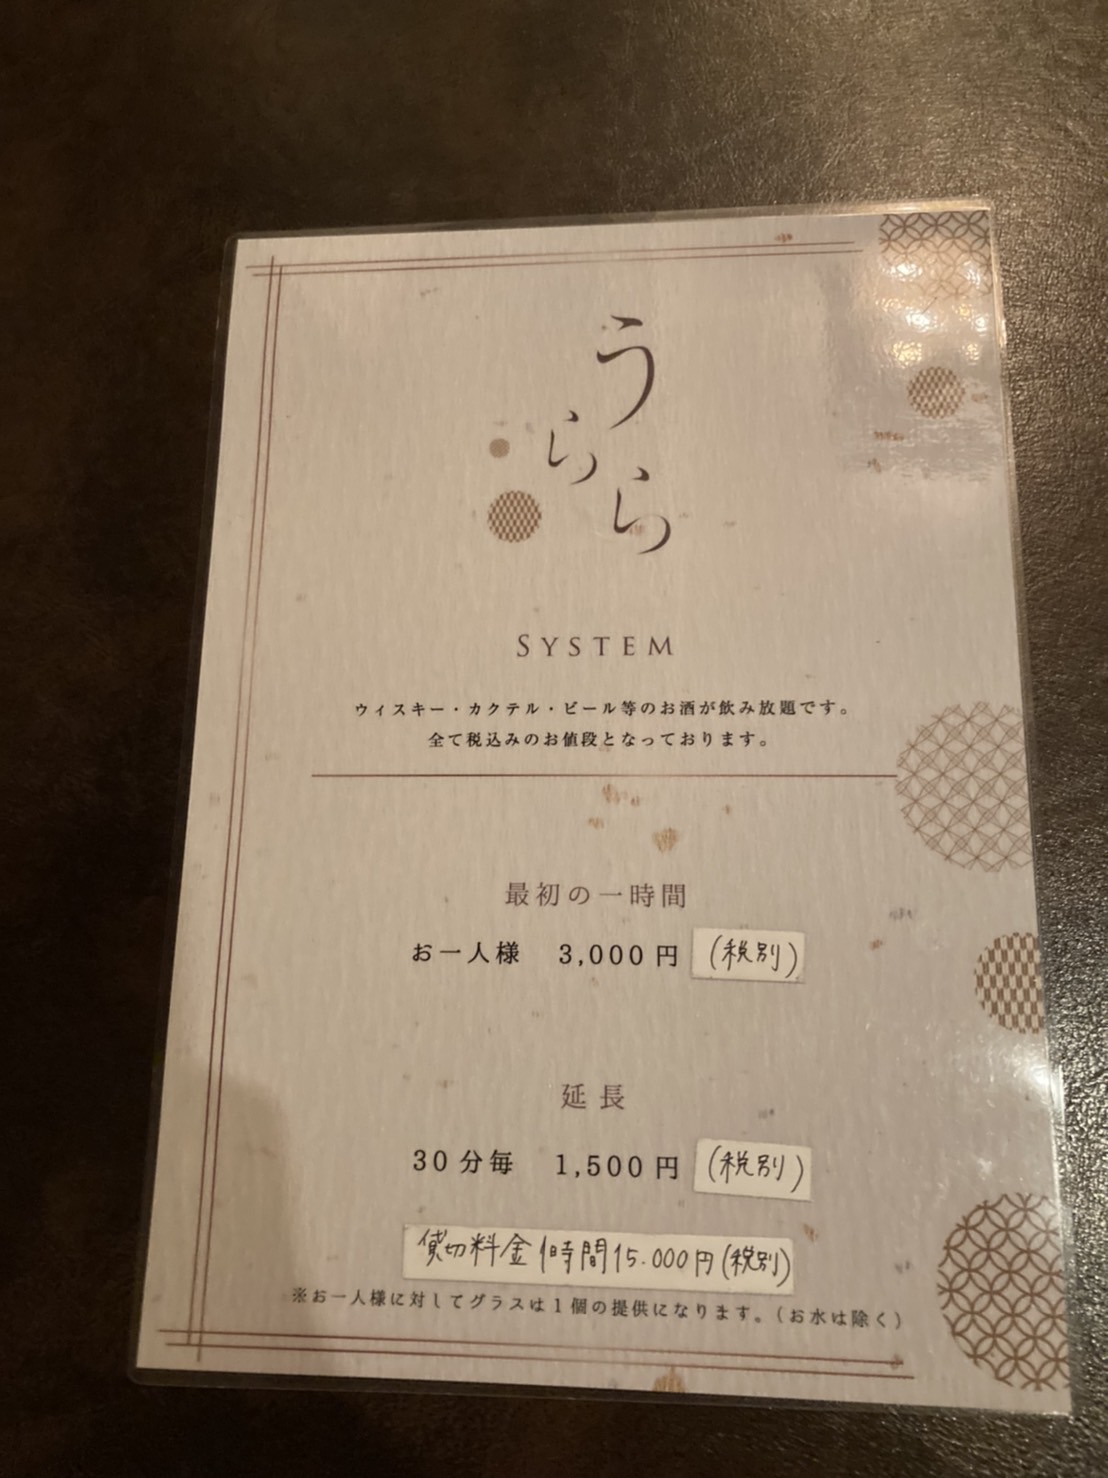 うらら
SYSTEM
ウィスキー・カクテル・ビール等のお酒が飲み放題です。
全て税込みのお値段となっております。
最初の一時間
お一人様 3,000円 (税別)
延長
30分毎 1,500円 (税別)
貸切料金1時間15.000円(税別)
※お一人様に対してグラスは1個の提供になります。(お水は除く)